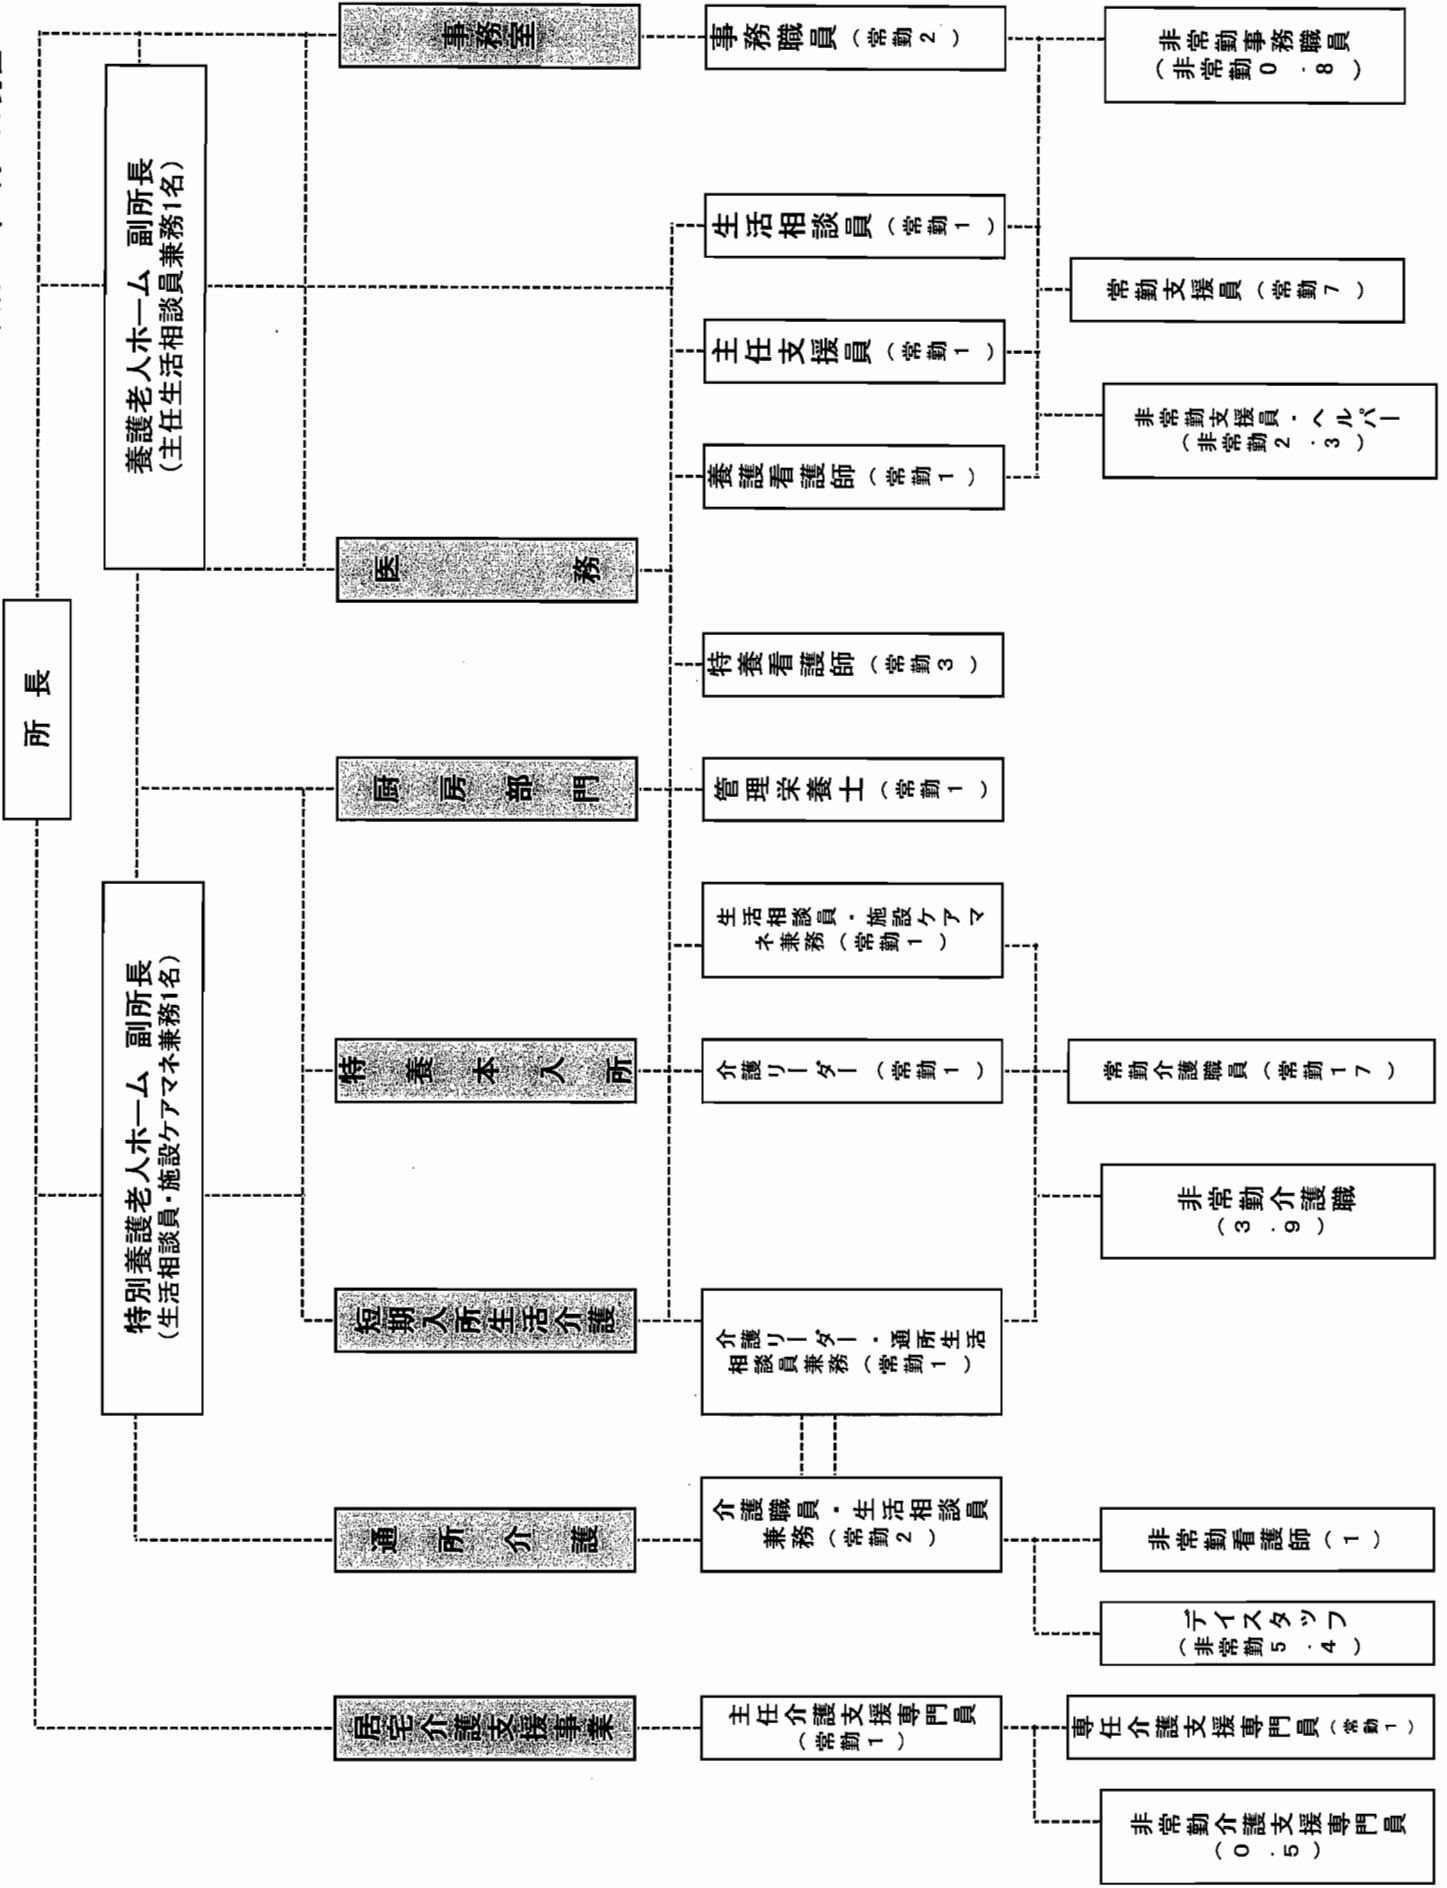 所長
特別養護老人ホーム 副所長
(生活相談員・施設ケアマネ兼務1名)
養護老人ホーム 副所長
(主任生活相談員兼務1名)
居宅介護支援事業
通所介護
短期入所生活介護
特養本入所
厨房部門
医務
事務室
主任介護支援専門員
(常勤1)
介護職員・生活相談員
兼務(常勤2)
介護リーダー・通所生活
相談員兼務(常勤1)
介護リーダー(常勤1)
生活相談員・施設ケアマ
ネ兼務(常勤1)
管理栄養士(常勤1)
特養看護師(常勤3)
養護看護師(常勤1)
主任支援員(常勤1)
生活相談員(常勤1)
事務職員(常勤2)
非常勤介護支援専門員
(0.5)
専任介護支援専門員(常勤1)
デイスタッフ
(非常勤5.4)
非常勤看護師(1)
非常勤介護職
(3.9)
常勤介護職員(常勤17)
非常勤支援員・ヘルパー
(非常勤2.3)
常勤支援員(常勤7)
非常勤事務職員
(非常勤0.8)